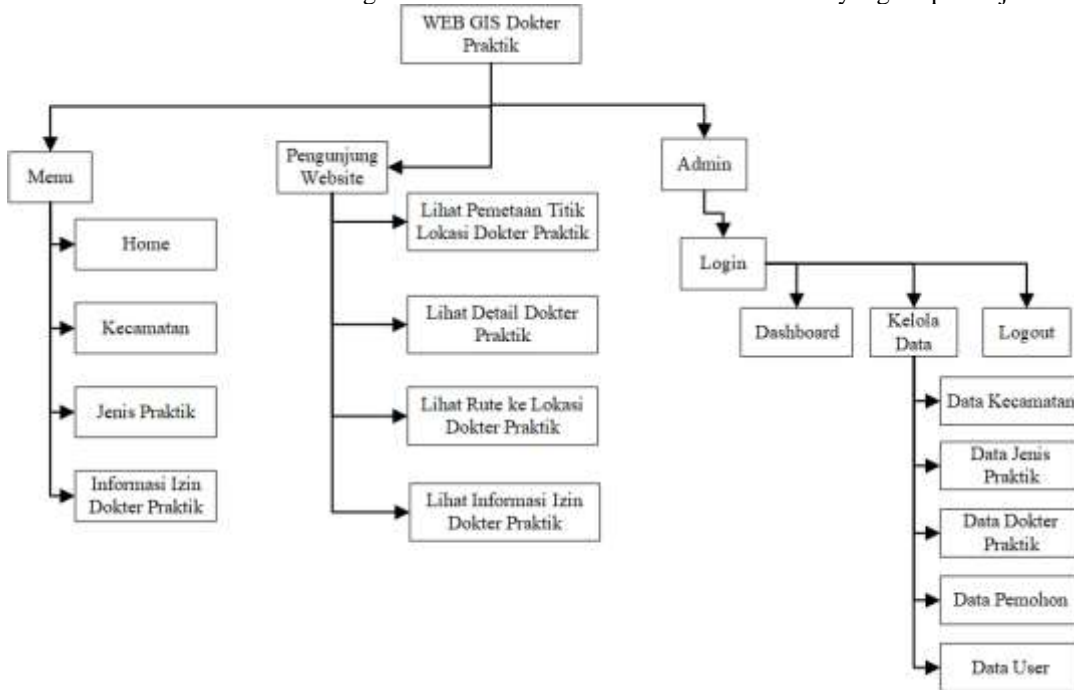 WEB GIS Dokter
Praktik
Menu
Home
Kecamatan
Jenis Praktik
Informasi Izin
Dokter Praktik
Pengunjung
Website
Lihat Pemetaan Titik
Lokasi Dokter Praktik
Lihat Detail Dokter
Praktik
Lihat Rute ke Lokasi
Dokter Praktik
Lihat Informasi Izin
Dokter Praktik
Admin
Login
Dashboard
Kelola
Data
Logout
Data Kecamatan
Data Jenis
Praktik
Data Dokter
Praktik
Data Pemohon
Data User